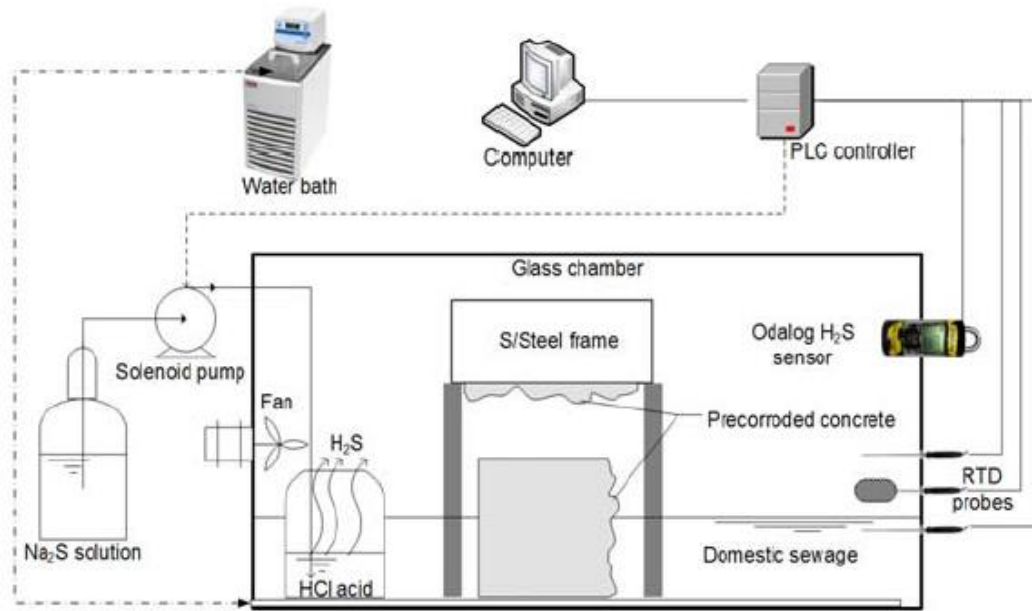 Water bath
Computer
PLC controller
Glass chamber
S/Steel frame
Odalog H₂S
sensor
Solenoid pump
Fan
H₂S
Precorroded concrete
RTD
probes
Na₂S solution
HCl acid
Domestic sewage